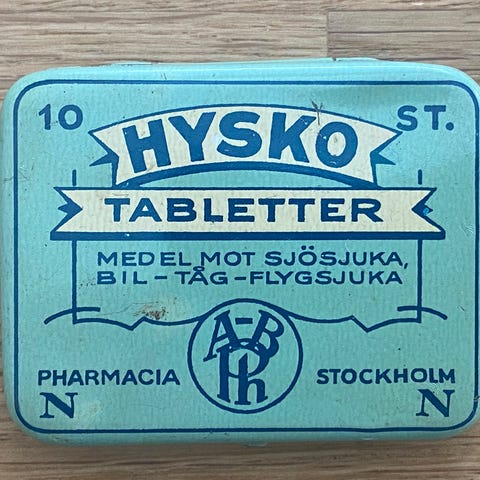 10 HYSKO ST.
TABLETTER
MEDEL MOT SJÖSJUKA,
BIL-TÅG-FLYGSJUKA
A-B
Ph
PHARMACIA STOCKHOLM
N N